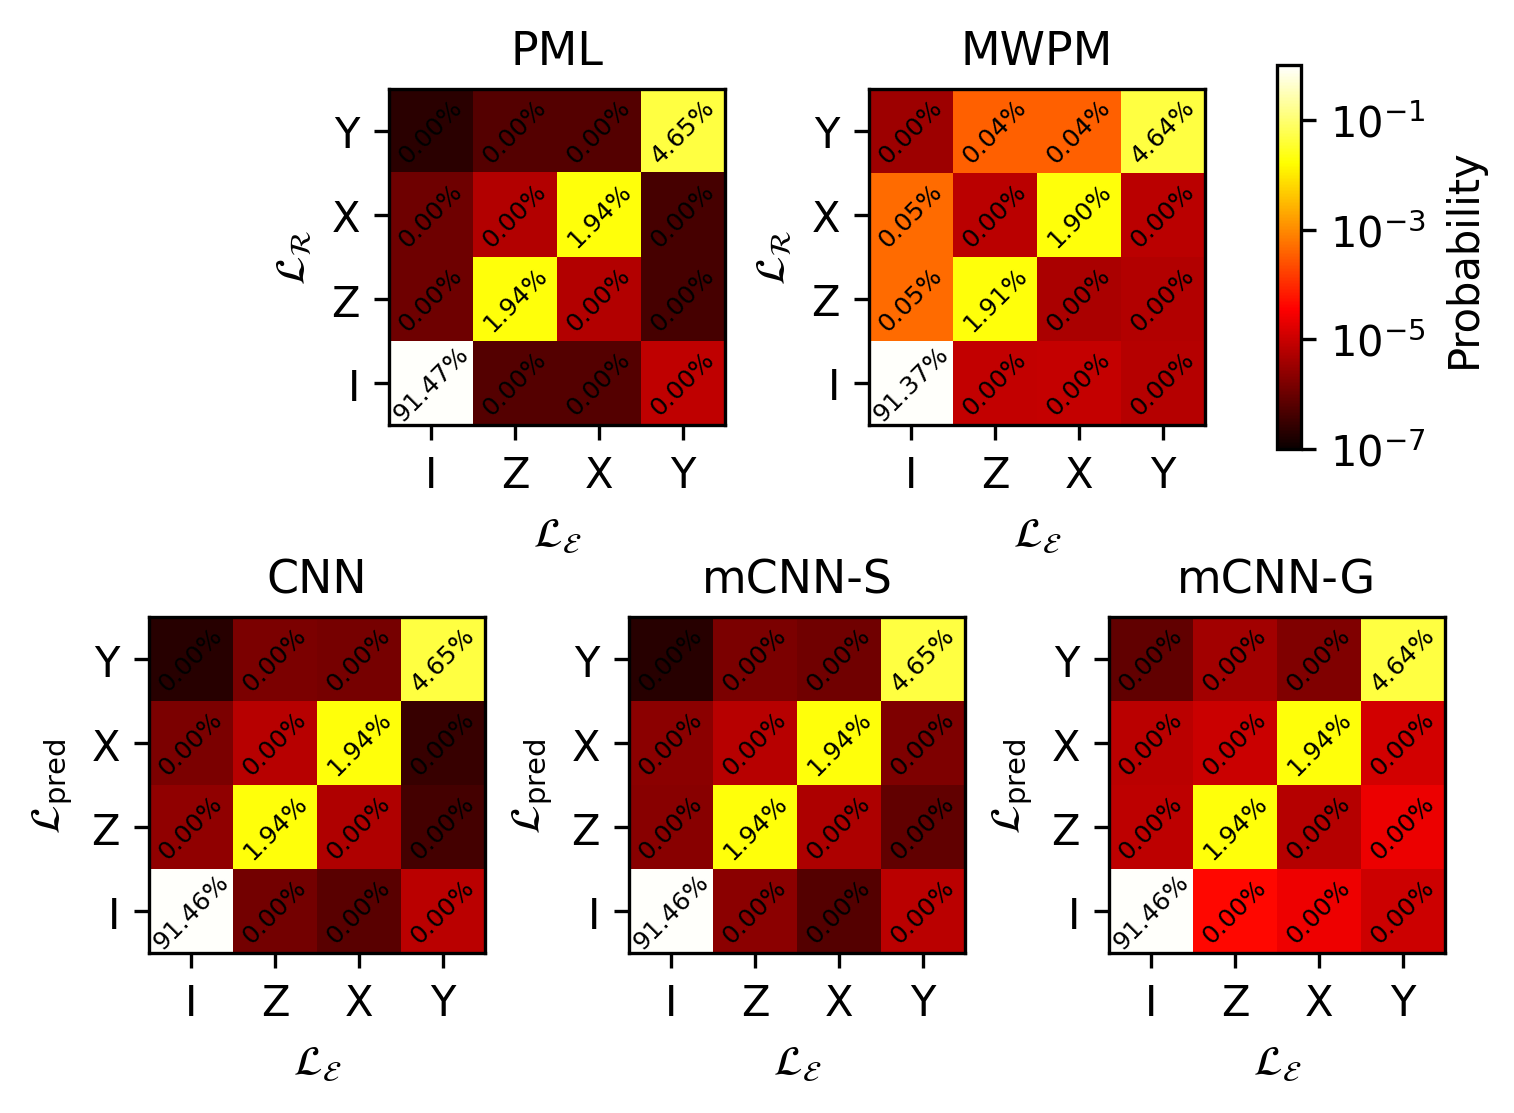 PML
Y 0.00% 0.00% 0.00% 4.65%
X 0.00% 0.00% 1.94% 0.00%
Z 0.00% 1.94% 0.00% 0.00%
I 91.47% 0.00% 0.00% 0.00%
I Z X Y
ℒ_ℛ
ℒ_ℰ
MWPM
Y 0.00% 0.04% 0.04% 4.64%
X 0.05% 0.00% 1.90% 0.00%
Z 0.05% 1.91% 0.00% 0.00%
I 91.37% 0.00% 0.00% 0.00%
I Z X Y
ℒ_ℛ
ℒ_ℰ
10⁻¹
10⁻³
10⁻⁵
10⁻⁷
Probability
CNN
Y 0.00% 0.00% 0.00% 4.65%
X 0.00% 0.00% 1.94% 0.00%
Z 0.00% 1.94% 0.00% 0.00%
I 91.46% 0.00% 0.00% 0.00%
I Z X Y
ℒ_pred
ℒ_ℰ
mCNN-S
Y 0.00% 0.00% 0.00% 4.65%
X 0.00% 0.00% 1.94% 0.00%
Z 0.00% 1.94% 0.00% 0.00%
I 91.46% 0.00% 0.00% 0.00%
I Z X Y
ℒ_pred
ℒ_ℰ
mCNN-G
Y 0.00% 0.00% 0.00% 4.64%
X 0.00% 0.00% 1.94% 0.00%
Z 0.00% 1.94% 0.00% 0.00%
I 91.46% 0.00% 0.00% 0.00%
I Z X Y
ℒ_pred
ℒ_ℰ